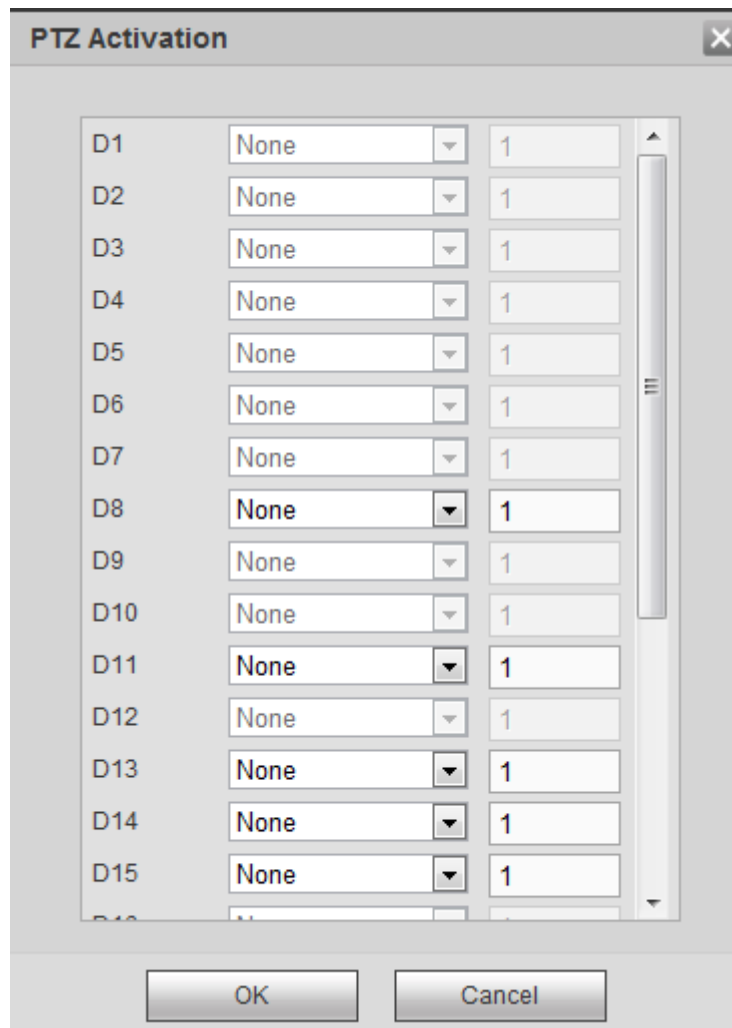 PTZ Activation
D1 None 1
D2 None 1
D3 None 1
D4 None 1
D5 None 1
D6 None 1
D7 None 1
D8 None 1
D9 None 1
D10 None 1
D11 None 1
D12 None 1
D13 None 1
D14 None 1
D15 None 1
OK Cancel